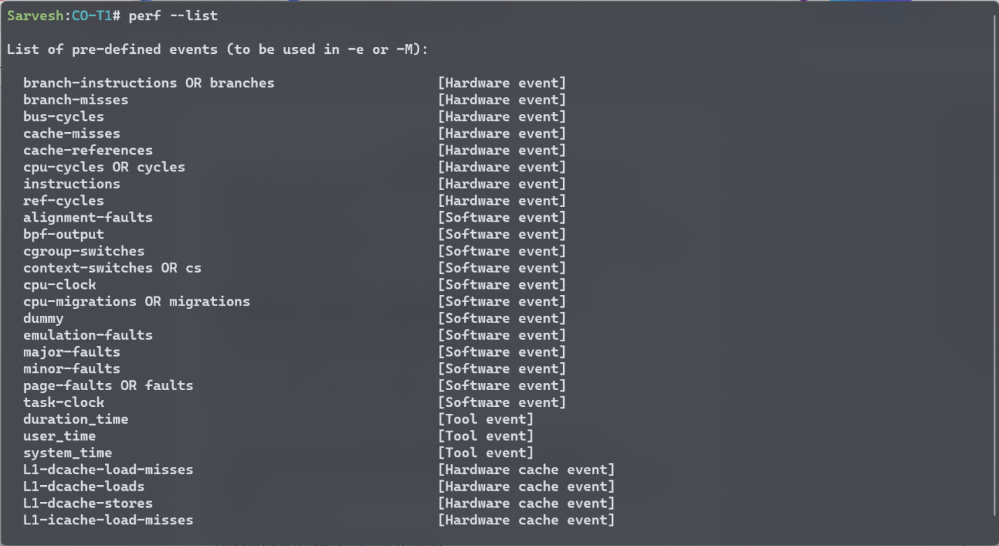 Sarvesh:CO-T1# perf --list
List of pre-defined events (to be used in -e or -M):
branch-instructions OR branches [Hardware event]
branch-misses [Hardware event]
bus-cycles [Hardware event]
cache-misses [Hardware event]
cache-references [Hardware event]
cpu-cycles OR cycles [Hardware event]
instructions [Hardware event]
ref-cycles [Hardware event]
alignment-faults [Software event]
bpf-output [Software event]
cgroup-switches [Software event]
context-switches OR cs [Software event]
cpu-clock [Software event]
cpu-migrations OR migrations [Software event]
dummy [Software event]
emulation-faults [Software event]
major-faults [Software event]
minor-faults [Software event]
page-faults OR faults [Software event]
task-clock [Software event]
duration_time [Tool event]
user_time [Tool event]
system_time [Tool event]
L1-dcache-load-misses [Hardware cache event]
L1-dcache-loads [Hardware cache event]
L1-dcache-stores [Hardware cache event]
L1-icache-load-misses [Hardware cache event]